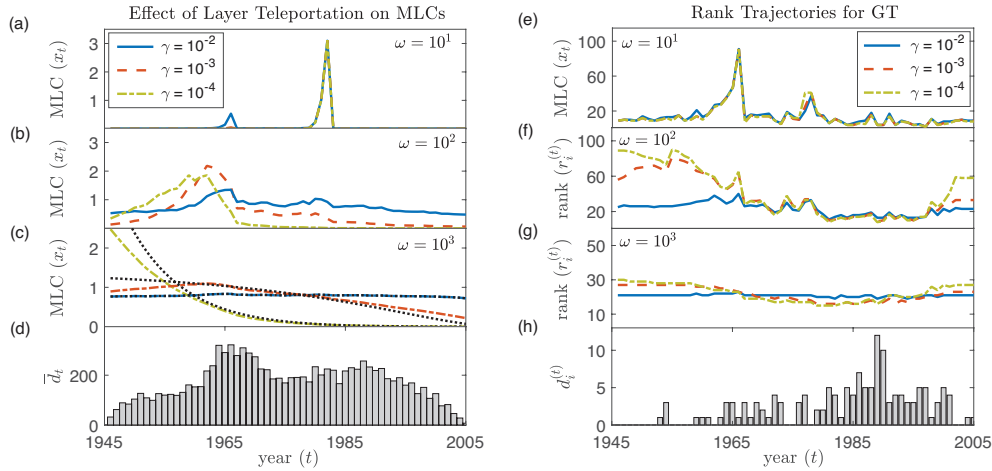 Effect of Layer Teleportation on MLCs
(a)
MLC (x_t)
3
2
1
γ = 10^-2
γ = 10^-3
γ = 10^-4
ω = 10^1
(b)
MLC (x_t)
3
2
1
0
ω = 10^2
(c)
MLC (x_t)
2
1
0
ω = 10^3
(d)
d̅_t
200
0
1945
1965
1985
2005
year (t)
Rank Trajectories for GT
(e)
MLC (x_t)
100
60
20
ω = 10^1
γ = 10^-2
γ = 10^-3
γ = 10^-4
(f)
rank (r_i^(t))
100
60
20
ω = 10^2
(g)
rank (r_i^(t))
50
30
10
ω = 10^3
(h)
d_i^(t)
10
5
0
1945
1965
1985
2005
year (t)